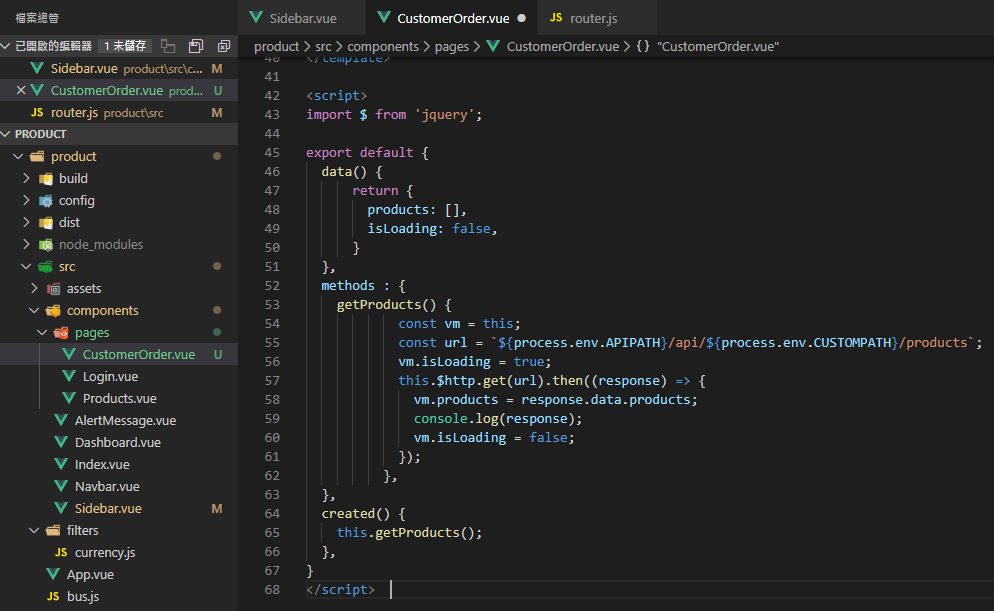 檔案總管
Sidebar.vue
CustomerOrder.vue
JS router.js
已開啟的編輯器 1 未儲存
Sidebar.vue product\src\c... M
CustomerOrder.vue prod... U
JS router.js product\src M
PRODUCT
product
build
config
dist
node_modules
src
assets
components
pages
CustomerOrder.vue U
Login.vue
Products.vue
AlertMessage.vue
Dashboard.vue
Index.vue
Navbar.vue
Sidebar.vue M
filters
JS currency.js
App.vue
JS bus.js
product > src > components > pages > CustomerOrder.vue > {} "CustomerOrder.vue"
40 </template>
41
42 <script>
43 import $ from 'jquery';
44
45 export default {
46 data() {
47 return {
48 products: [],
49 isLoading: false,
50 }
51 },
52 methods : {
53 getProducts() {
54 const vm = this;
55 const url = `${process.env.APIPATH}/api/${process.env.CUSTOMPATH}/products`;
56 vm.isLoading = true;
57 this.$http.get(url).then((response) => {
58 vm.products = response.data.products;
59 console.log(response);
60 vm.isLoading = false;
61 });
62 },
63 },
64 created() {
65 this.getProducts();
66 },
67 }
68 </script>